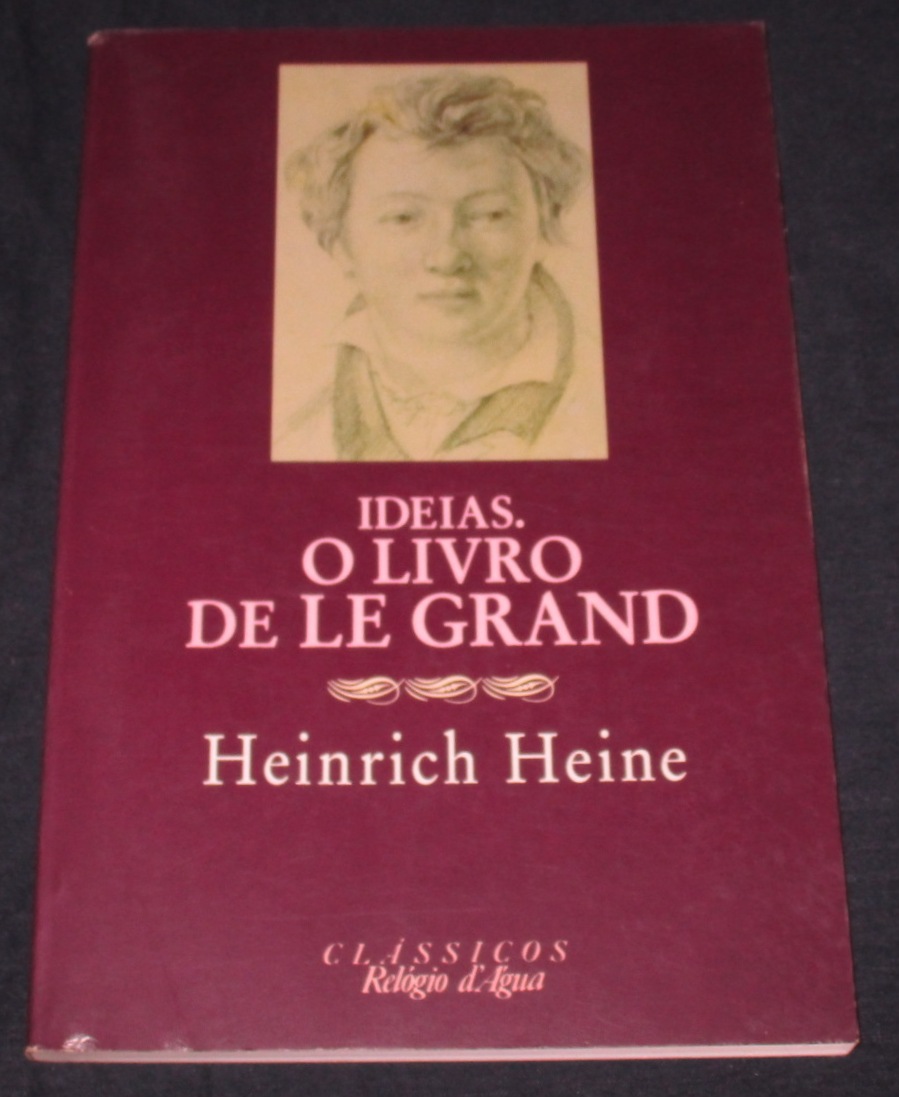 IDEIAS.
O LIVRO
DE LE GRAND
Heinrich Heine
CLÁSSICOS
Relógio d'Água